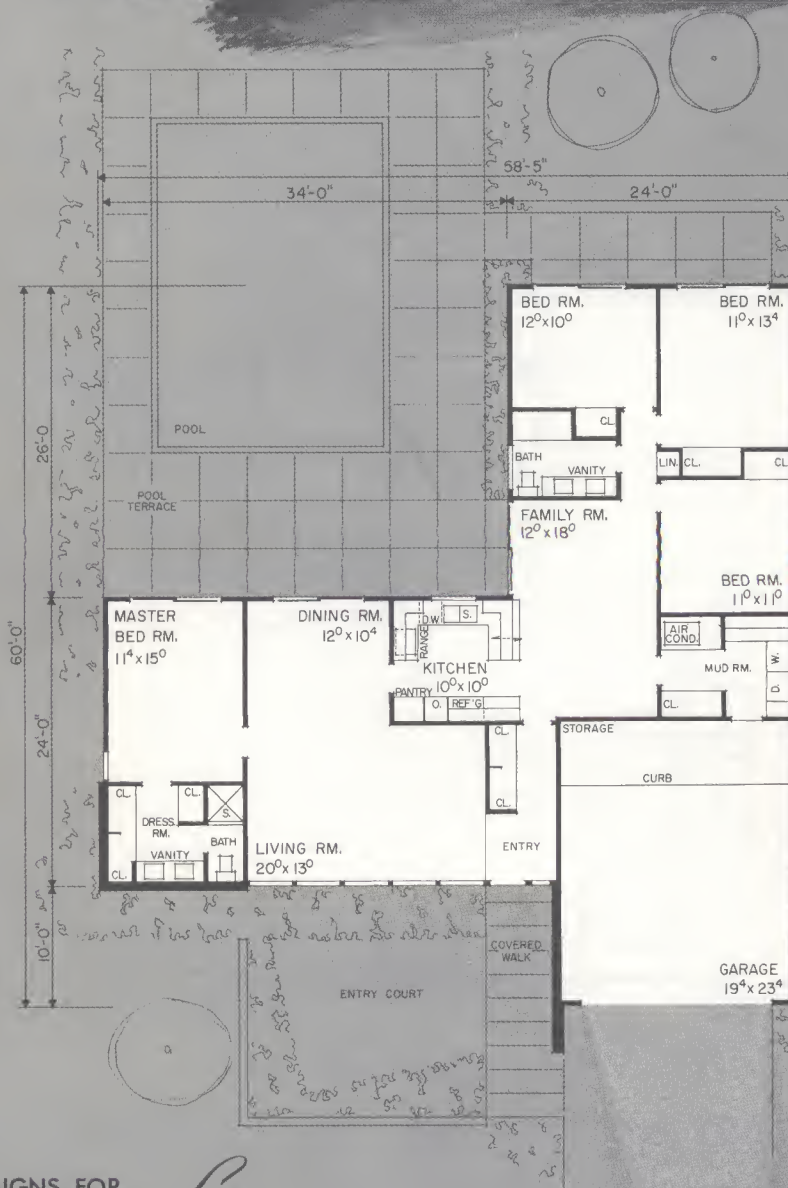 58'-5"
34'-0"
24'-0"
BED RM.
12⁰x10⁰
BED RM.
11⁰x13⁴
CL.
POOL
BATH
VANITY
LIN.
CL.
CL.
26'-0
60'-0"
24'-0"
10'-0"
POOL
TERRACE
FAMILY RM.
12⁰x18⁰
BED RM.
11⁰x11⁰
MASTER
BED RM.
11⁴x15⁰
DINING RM.
12⁰x10⁴
D.W.
S.
RANGE
KITCHEN
10⁰x10⁰
PANTRY
O.
REF'G
AIR
COND.
MUD RM.
W.
D.
CL.
CL.
CL.
STORAGE
CURB
CL.
CL.
S.
DRESS.
RM.
BATH
VANITY
CL.
LIVING RM.
20⁰x13⁰
ENTRY
COVERED
WALK
ENTRY COURT
GARAGE
19⁴x23⁴
IGNS FOR